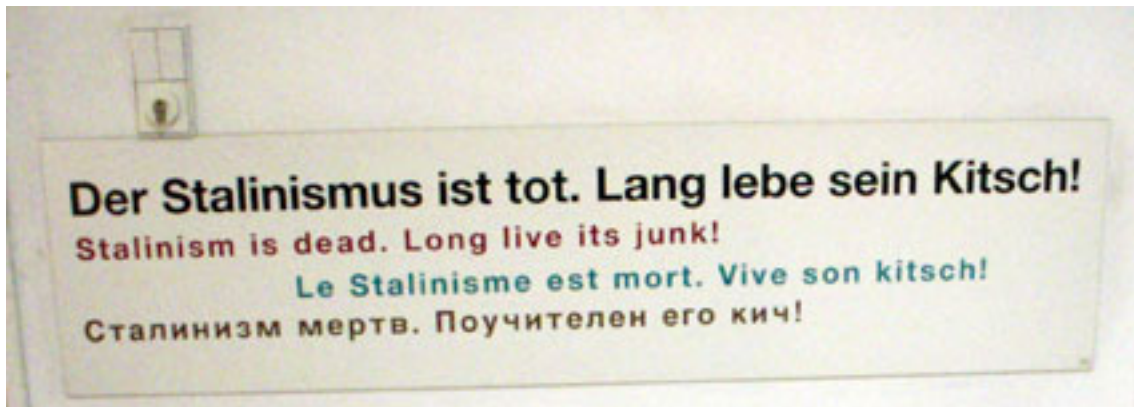 Der Stalinismus ist tot. Lang lebe sein Kitsch!
Stalinism is dead. Long live its junk!
Le Stalinisme est mort. Vive son kitsch!
Сталинизм мертв. Поучителен его кич!